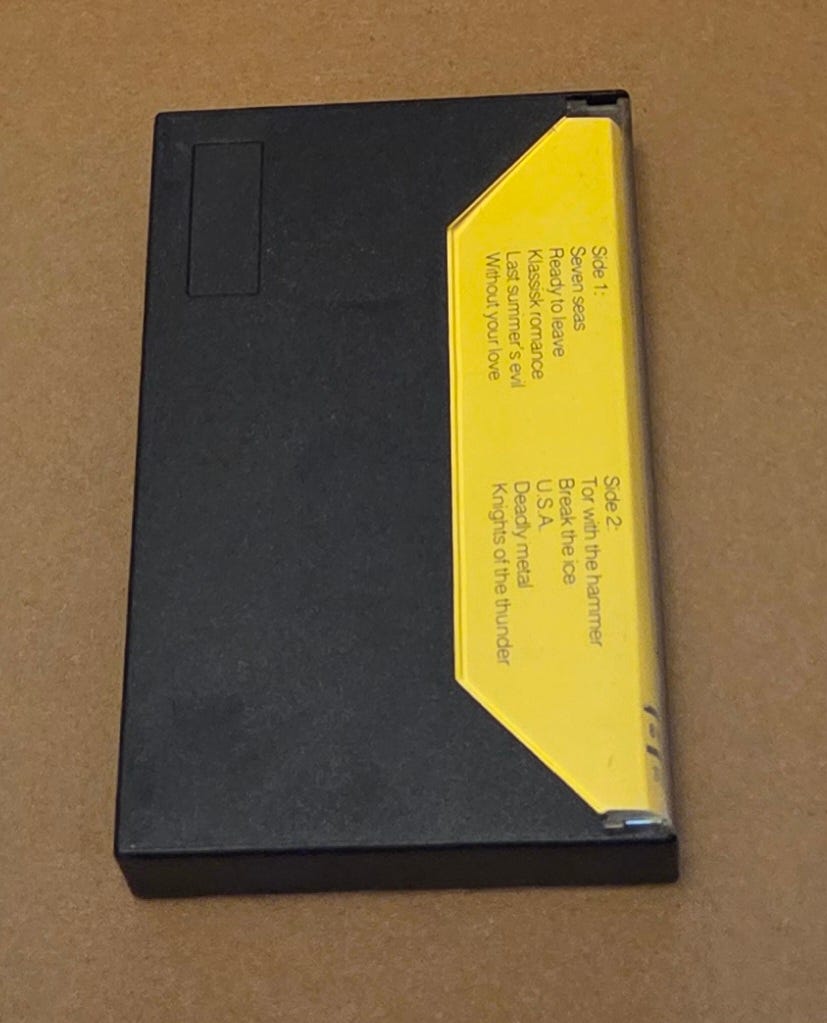 Side 1:
Seven seas
Ready to leave
Klassisk romance
Last summer's evil
Without your love
Side 2:
Tor with the hammer
Break the ice
U.S.A.
Deadly metal
Knights of the thunder